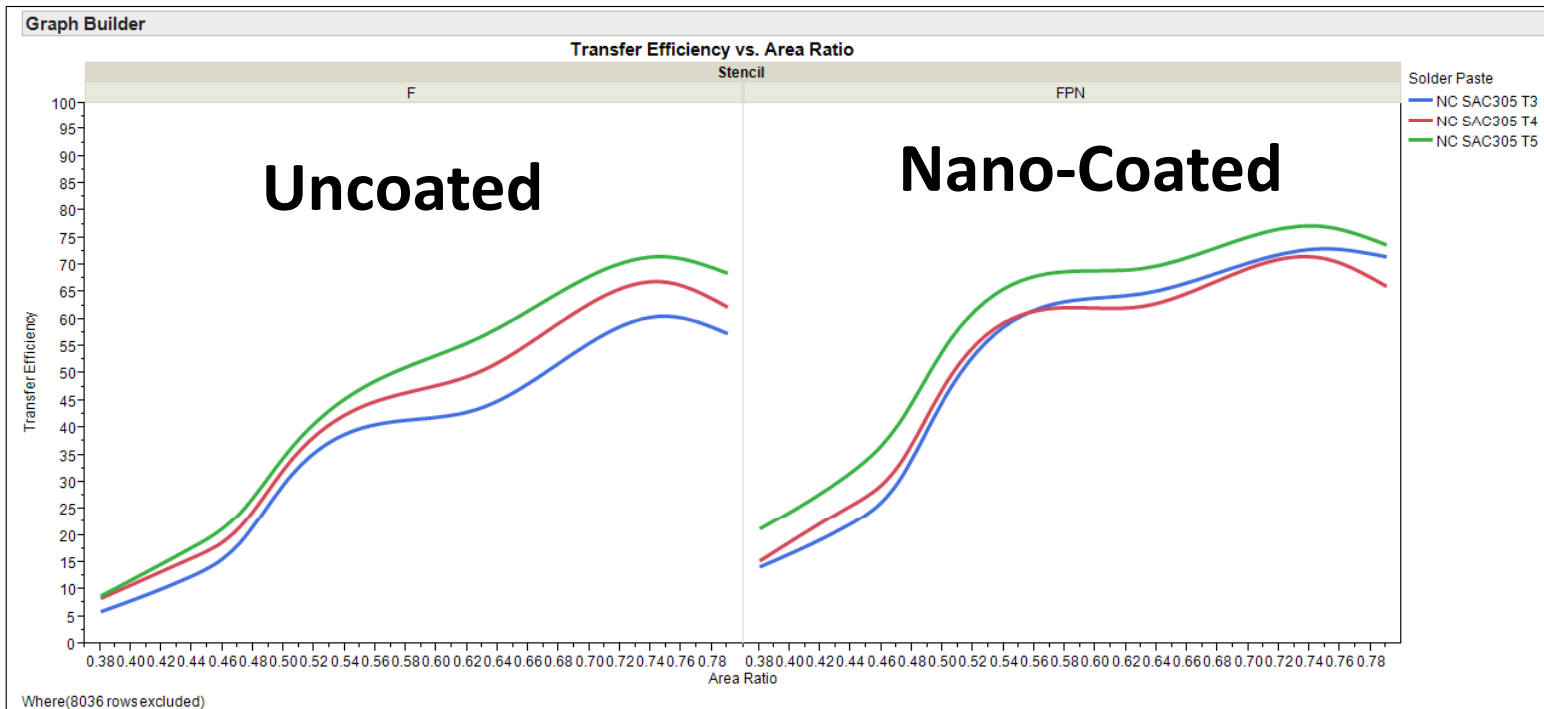 Graph Builder
Transfer Efficiency vs. Area Ratio
Stencil
F FPN
Solder Paste
NC SAC305 T3
NC SAC305 T4
NC SAC305 T5
Uncoated
Nano-Coated
Transfer Efficiency
100
95
90
85
80
75
70
65
60
55
50
45
40
35
30
25
20
15
10
5
0
0.38 0.40 0.42 0.44 0.46 0.48 0.50 0.52 0.54 0.56 0.58 0.60 0.62 0.64 0.66 0.68 0.70 0.72 0.74 0.76 0.78 0.38 0.40 0.42 0.44 0.46 0.48 0.50 0.52 0.54 0.56 0.58 0.60 0.62 0.64 0.66 0.68 0.70 0.72 0.74 0.76 0.78
Area Ratio
Where(8036 rows excluded)